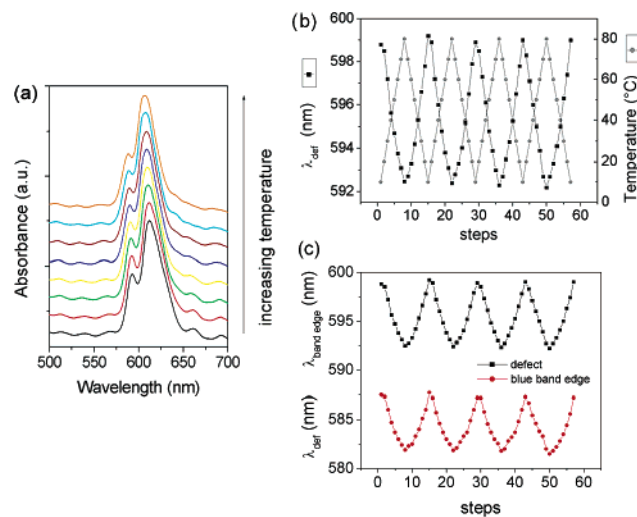 (a)
Absorbance (a.u.)
500 550 600 650 700
Wavelength (nm)
increasing temperature
(b)
600
598
596
594
592
λdef (nm)
80
60
40
20
0
Temperature (°C)
0 10 20 30 40 50 60
steps
(c)
600
595
590
585
580
λband edge (nm)
λdef (nm)
defect
blue band edge
0 10 20 30 40 50 60
steps